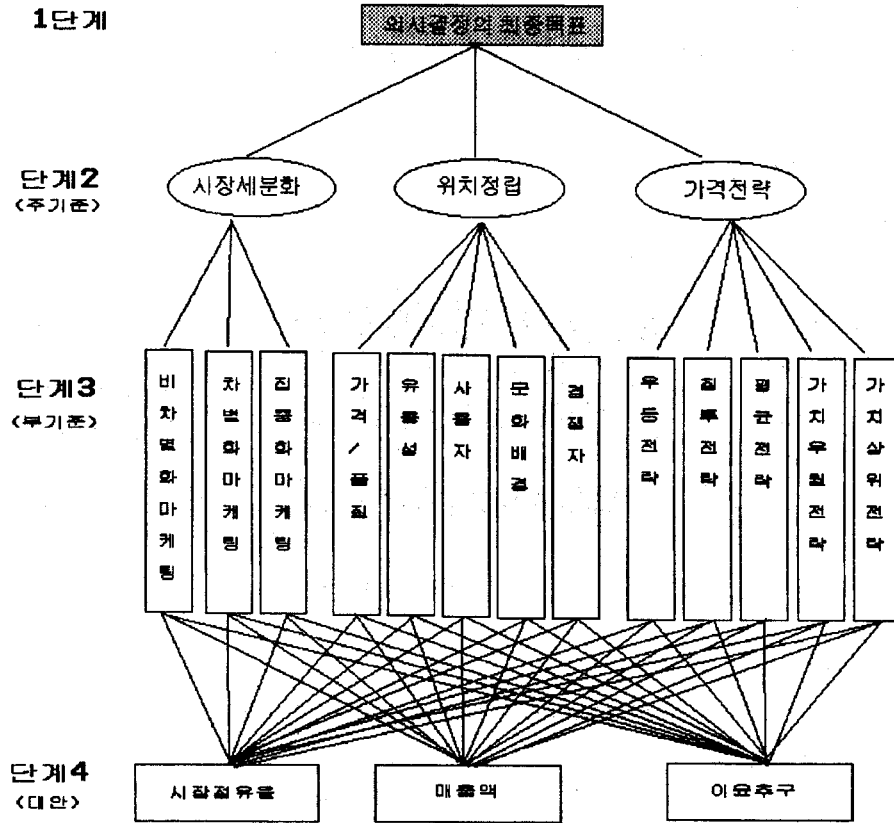 1단계
의사결정의 최종목표
단계2
<주기준>
시장세분화
위치정립
가격전략
단계3
<부기준>
비차별화마케팅
차별화마케팅
집중화마케팅
가격/품질
유용성
사용자
문화배경
경쟁자
우등전략
침투전략
평균전략
가치우월전략
가치상위전략
단계4
<대안>
시장점유율
매출액
이윤추구